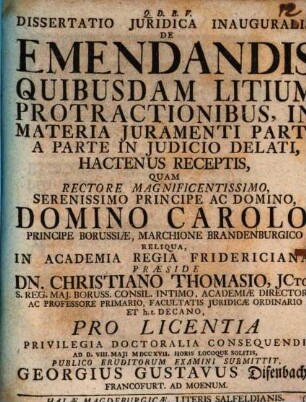 12
Q. D. B. V.
DISSERTATIO JURIDICA INAUGURALIS
DE
EMENDANDIS
QUIBUSDAM LITIUM
PROTRACTIONIBUS, IN
MATERIA JURAMENTI PARTI
A PARTE IN JUDICIO DELATI,
HACTENUS RECEPTIS,
QUAM
RECTORE MAGNIFICENTISSIMO,
SERENISSIMO PRINCIPE AC DOMINO,
DOMINO CAROLO
PRINCIPE BORUSSIÆ, MARCHIONE BRANDENBURGICO
RELIQUA,
IN ACADEMIA REGIA FRIDERICIANA
PRÆSIDE
DN. CHRISTIANO THOMASIO, JCto
S. REG. MAJ. BORUSS. CONSIL. INTIMO, ACADEMIÆ DIRECTOR
AC PROFESSORE PRIMARIO, FACULTATIS JURIDICÆ ORDINARIO
ET h. t. DECANO,
PRO LICENTIA
PRIVILEGIA DOCTORALIA CONSEQUENDI
AD D. VIII. MAJI MDCCXVII. HORIS LOCOQUE SOLITIS,
PUBLICO ERUDITORUM EXAMINI SUBMITTIT,
GEORGIUS GUSTAVUS Difenbach
FRANCOFURT. AD MOENUM.
HALÆ MAGDEBURGICÆ, LITERIS SALFELDIANIS.